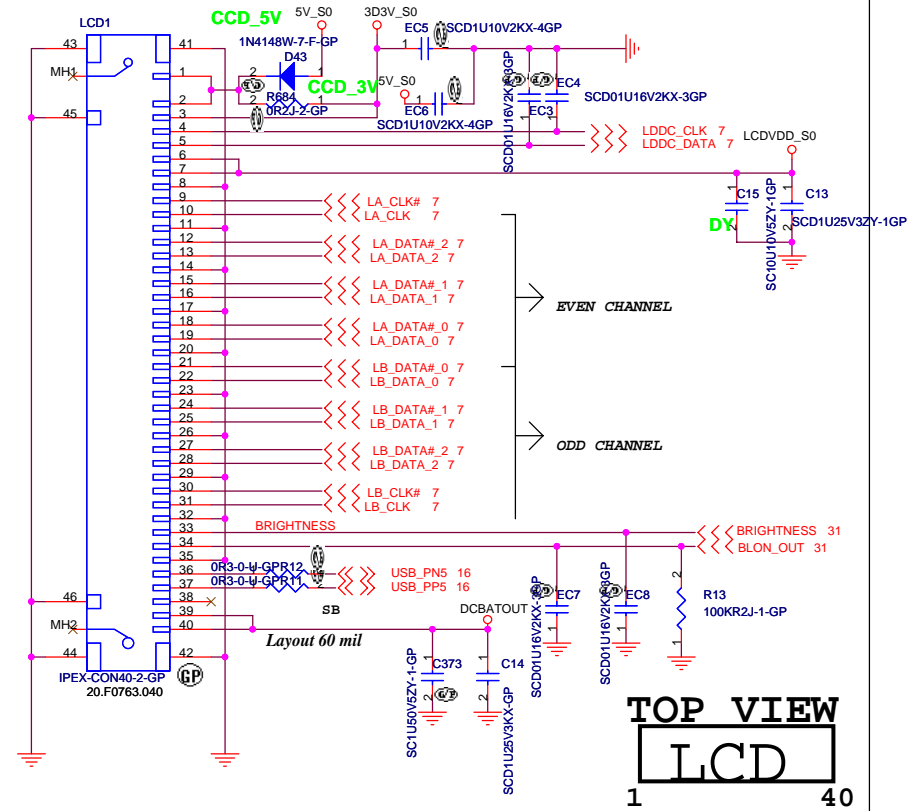 LCD1
CCD_5V
5V_S0
3D3V_S0
EC5
SCD1U10V2KX-4GP
1N4148W-7-F-GP
D43
CCD_3V
5V_S0
R684
0R2J-2-GP
EC6
SCD1U10V2KX-4GP
EC4
SCD01U16V2KX-3GP
EC3
SCD01U16V2KX-3GP
43
41
MH1
1
2
45
3
4
5
6
7
8
9
10
11
12
13
14
15
16
17
18
19
20
21
22
23
24
25
26
27
28
29
30
31
32
33
34
35
36
37
38
39
40
46
MH2
44
42
LDDC_CLK 7
LDDC_DATA 7
LCDVDD_S0
C15
C13
DY
SC10U10V5ZY-1GP
SCD1U25V3ZY-1GP
LA_CLK# 7
LA_CLK 7
LA_DATA#_2 7
LA_DATA_2 7
LA_DATA#_1 7
LA_DATA_1 7
LA_DATA#_0 7
LA_DATA_0 7
EVEN CHANNEL
LB_DATA#_0 7
LB_DATA_0 7
LB_DATA#_1 7
LB_DATA_1 7
LB_DATA#_2 7
LB_DATA_2 7
ODD CHANNEL
LB_CLK# 7
LB_CLK 7
BRIGHTNESS
BRIGHTNESS 31
BLON_OUT 31
0R3-0-U-GP R12
0R3-0-U-GP R11
USB_PN5 16
USB_PP5 16
SB
DCBATOUT
Layout 60 mil
EC7
SCD01U16V2KX-3GP
EC8
SCD01U16V2KX-3GP
R13
100KR2J-1-GP
C373
SC1U50V5ZY-1-GP
C14
SCD1U25V3KX-GP
IPEX-CON40-2-GP
20.F0763.040
GP
TOP VIEW
LCD
1 40